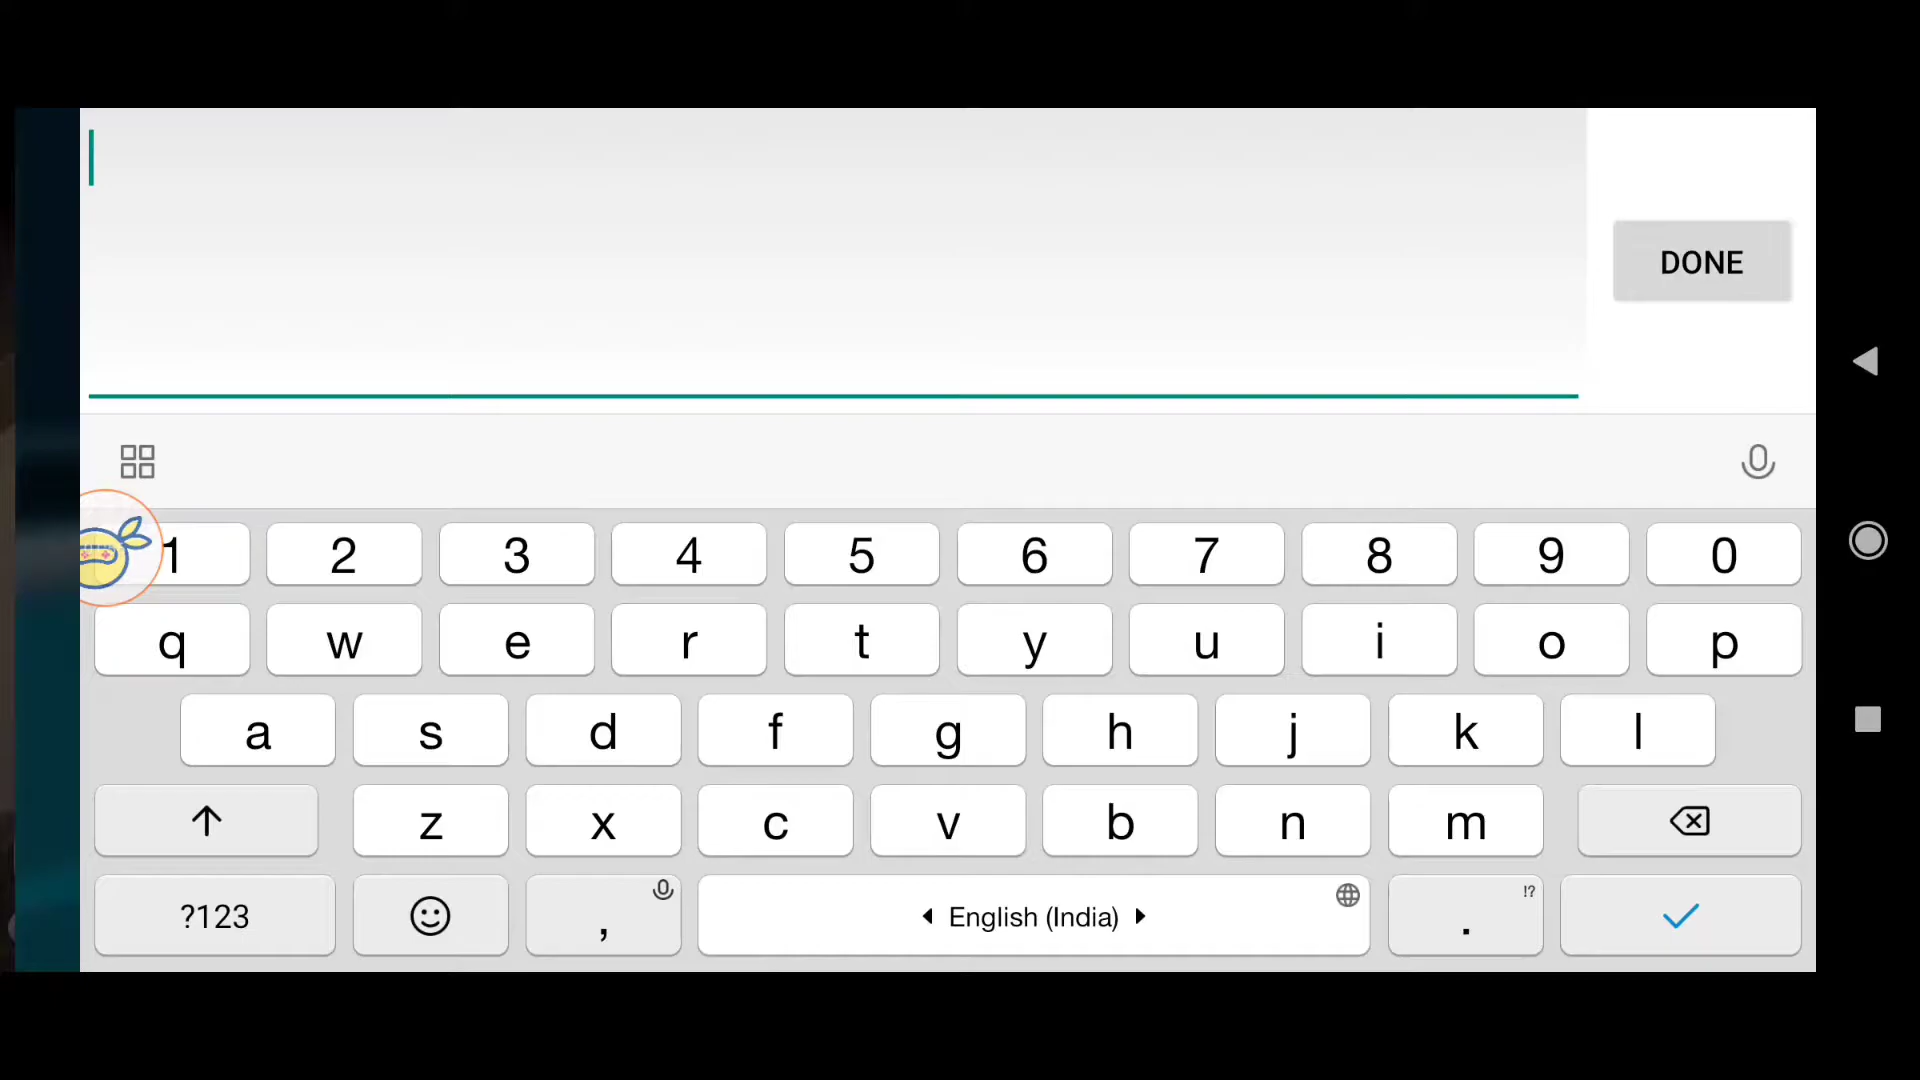 DONE
1 2 3 4 5 6 7 8 9 0
q w e r t y u i o p
a s d f g h j k l
z x c v b n m
?123 , English (India) . !?